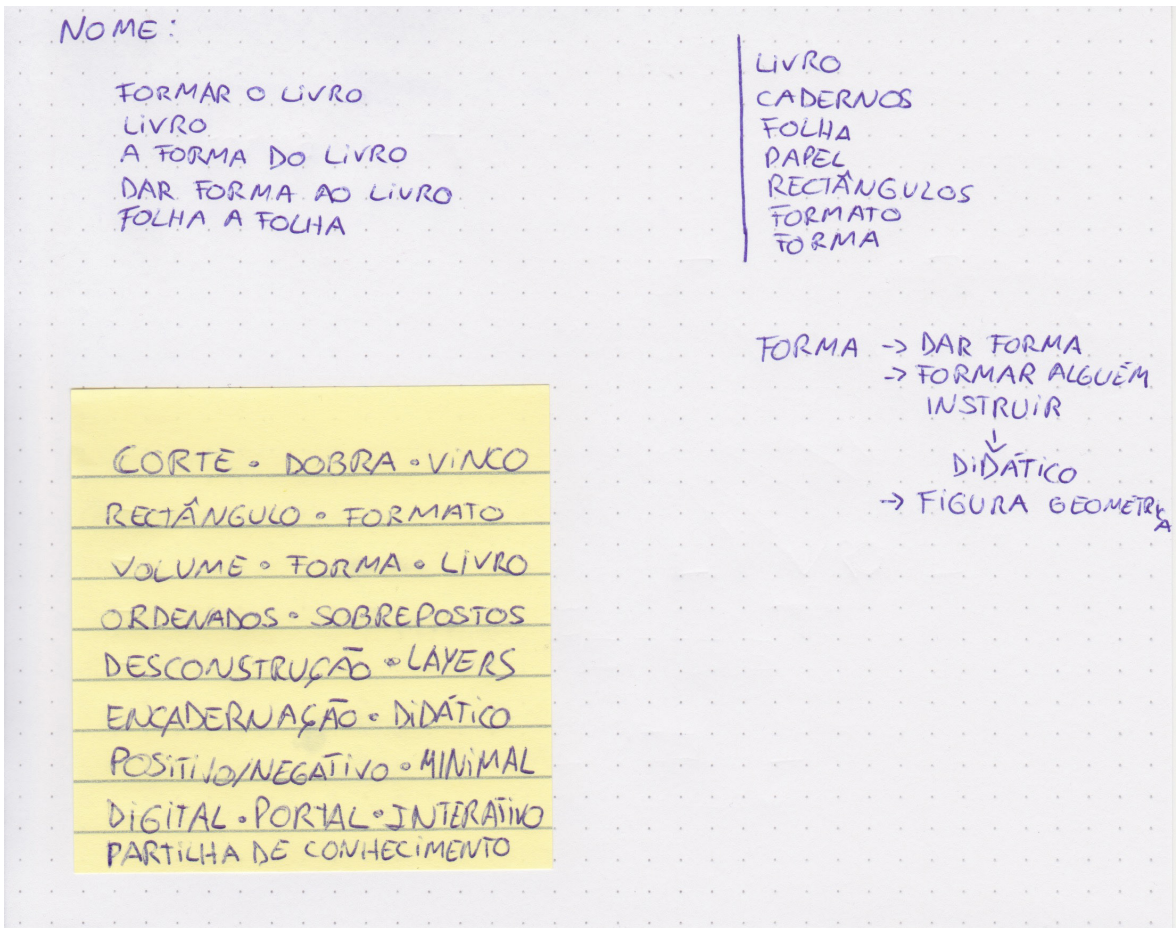 NOME:
FORMAR O LIVRO
LIVRO
A FORMA DO LIVRO
DAR FORMA AO LIVRO
FOLHA A FOLHA
LIVRO
CADERNOS
FOLHA
PAPEL
RECTÂNGULOS
FORMATO
FORMA
FORMA -> DAR FORMA
-> FORMAR ALGUÉM
INSTRUIR
↓
DIDÁTICO
-> FIGURA GEOMETRICA
CORTE • DOBRA • VINCO
RECTÂNGULO • FORMATO
VOLUME • FORMA • LIVRO
ORDENADOS • SOBREPOSTOS
DESCONSTRUÇÃO • LAYERS
ENCADERNAÇÃO • DIDÁTICO
POSITIVO/NEGATIVO • MINIMAL
DIGITAL • PORTAL • INTERATIVO
PARTILHA DE CONHECIMENTO